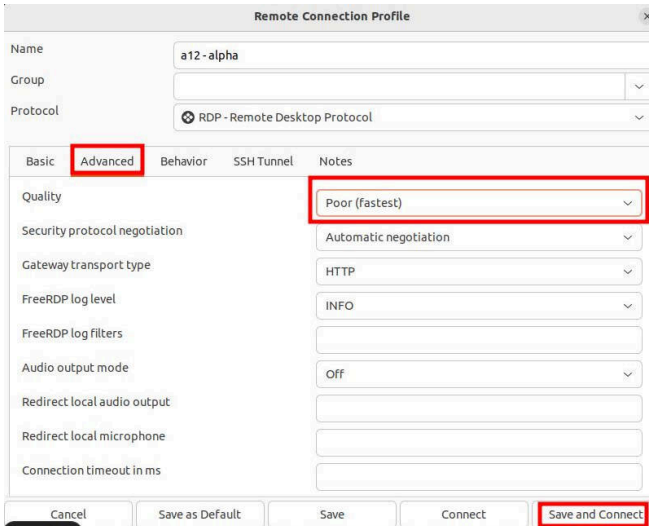 Remote Connection Profile
Name
a12 - alpha
Group
Protocol
RDP - Remote Desktop Protocol
Basic Advanced Behavior SSH Tunnel Notes
Quality
Poor (fastest)
Security protocol negotiation
Automatic negotiation
Gateway transport type
HTTP
FreeRDP log level
INFO
FreeRDP log filters
Audio output mode
Off
Redirect local audio output
Redirect local microphone
Connection timeout in ms
Cancel Save as Default Save Connect Save and Connect